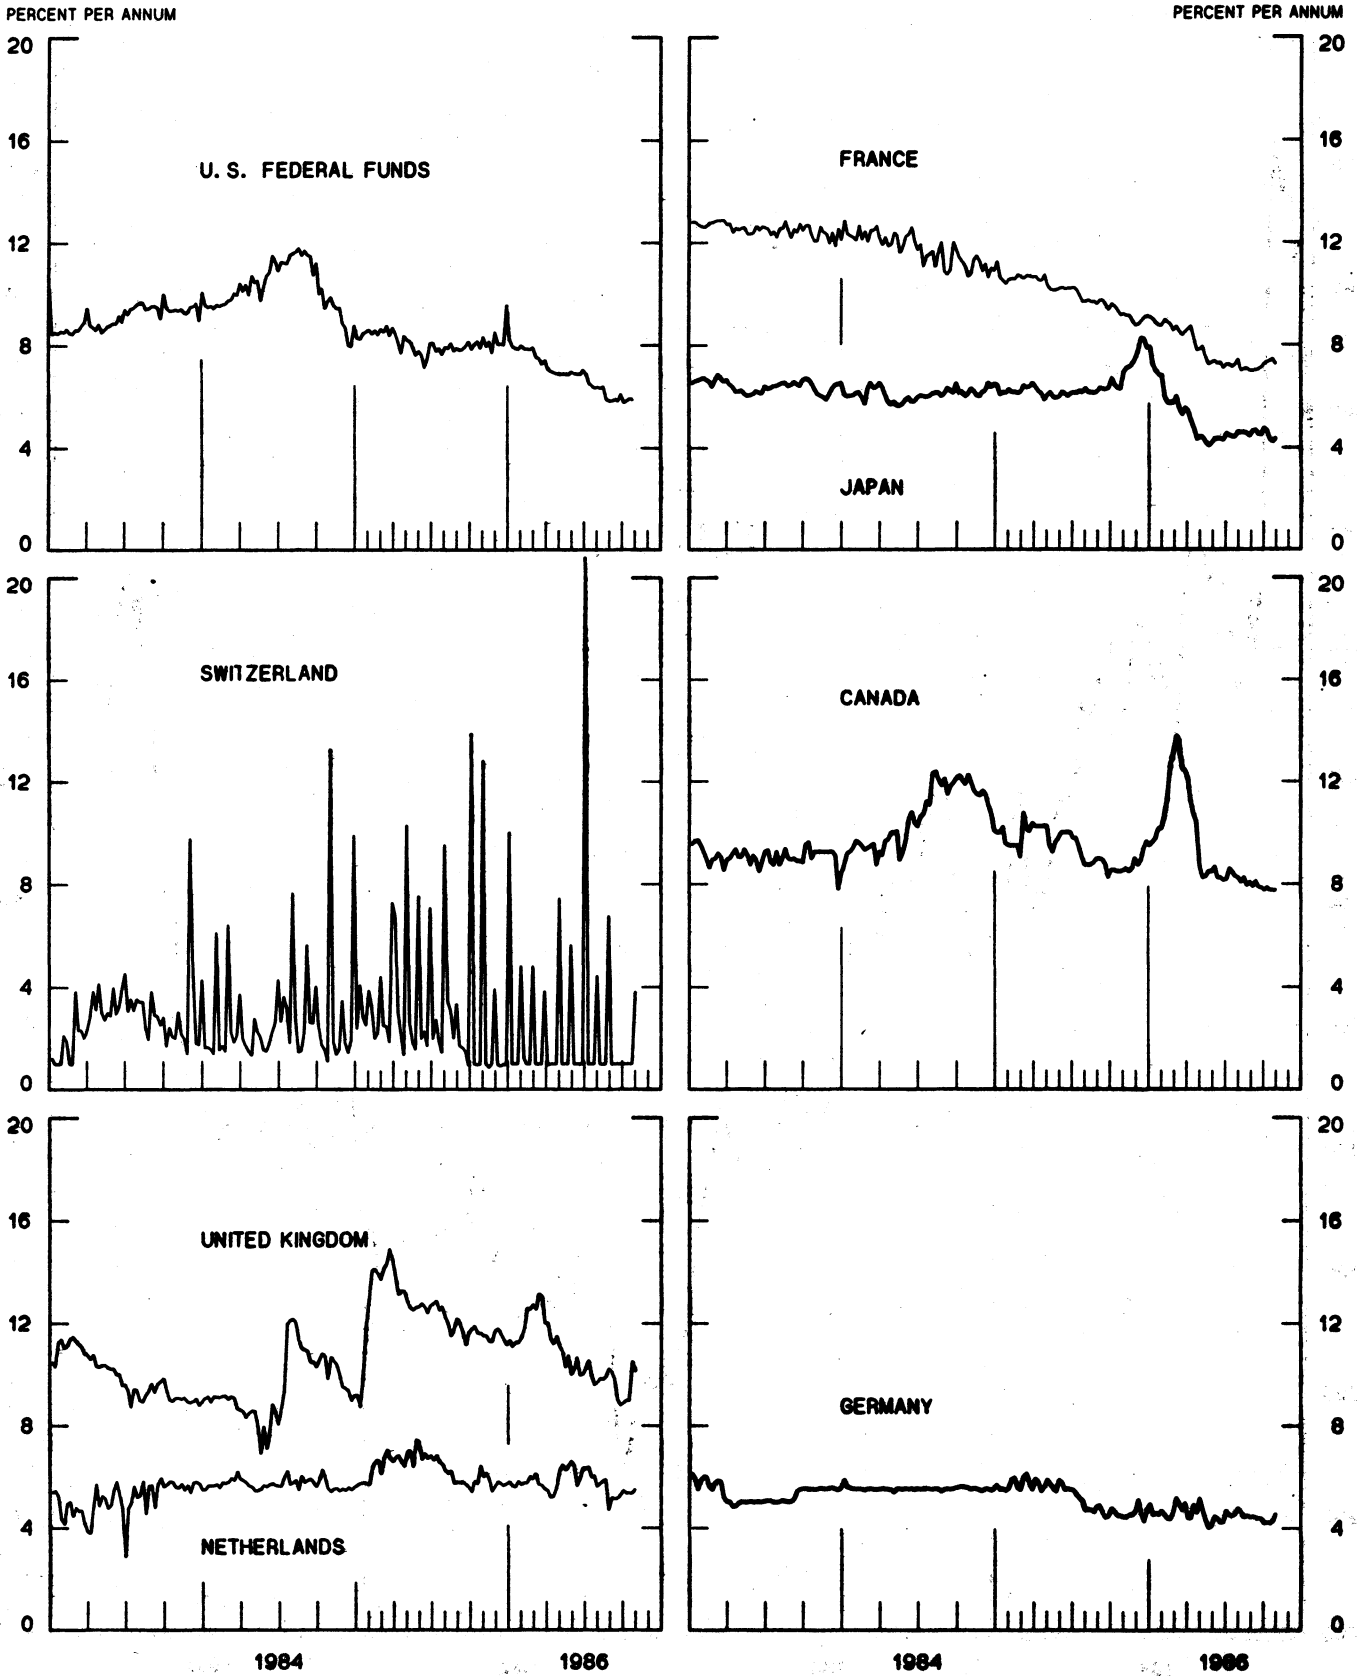 PERCENT PER ANNUM PERCENT PER ANNUM
20 20
16 16
U. S. FEDERAL FUNDS FRANCE
12 12
8 8
4 4
JAPAN
0 0
20 20
SWITZERLAND
16 16
CANADA
12 12
8 8
4 4
0 0
20 20
16 16
UNITED KINGDOM
12 12
GERMANY
8 8
4 4
NETHERLANDS
0 0
1984 1986 1984 1986